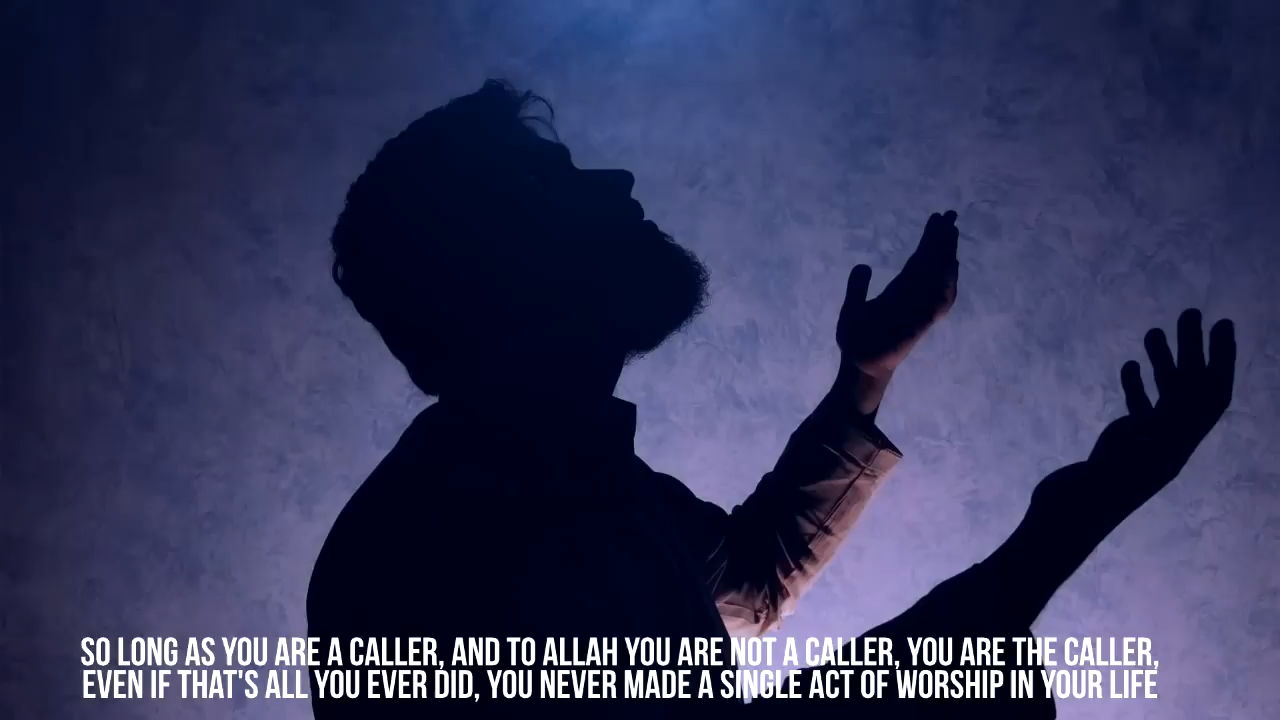 SO LONG AS YOU ARE A CALLER, AND TO ALLAH YOU ARE NOT A CALLER, YOU ARE THE CALLER,
EVEN IF THAT'S ALL YOU EVER DID, YOU NEVER MADE A SINGLE ACT OF WORSHIP IN YOUR LIFE